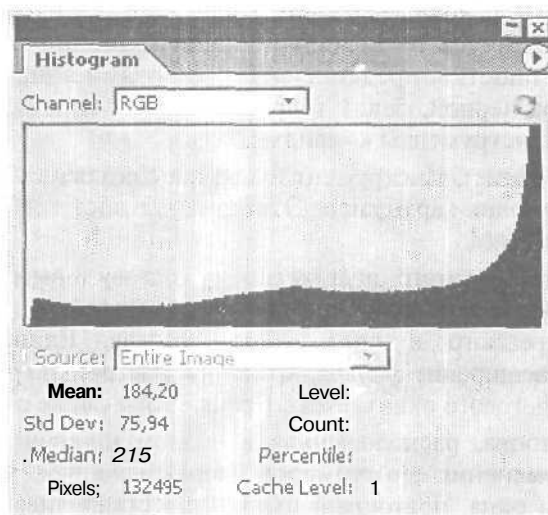 Histogram
Channel: RGB
Source: Entire Image
Mean: 184,20 Level:
Std Dev: 75,94 Count:
.Median; 215 Percentile:
Pixels; 132495 Cache Level: 1